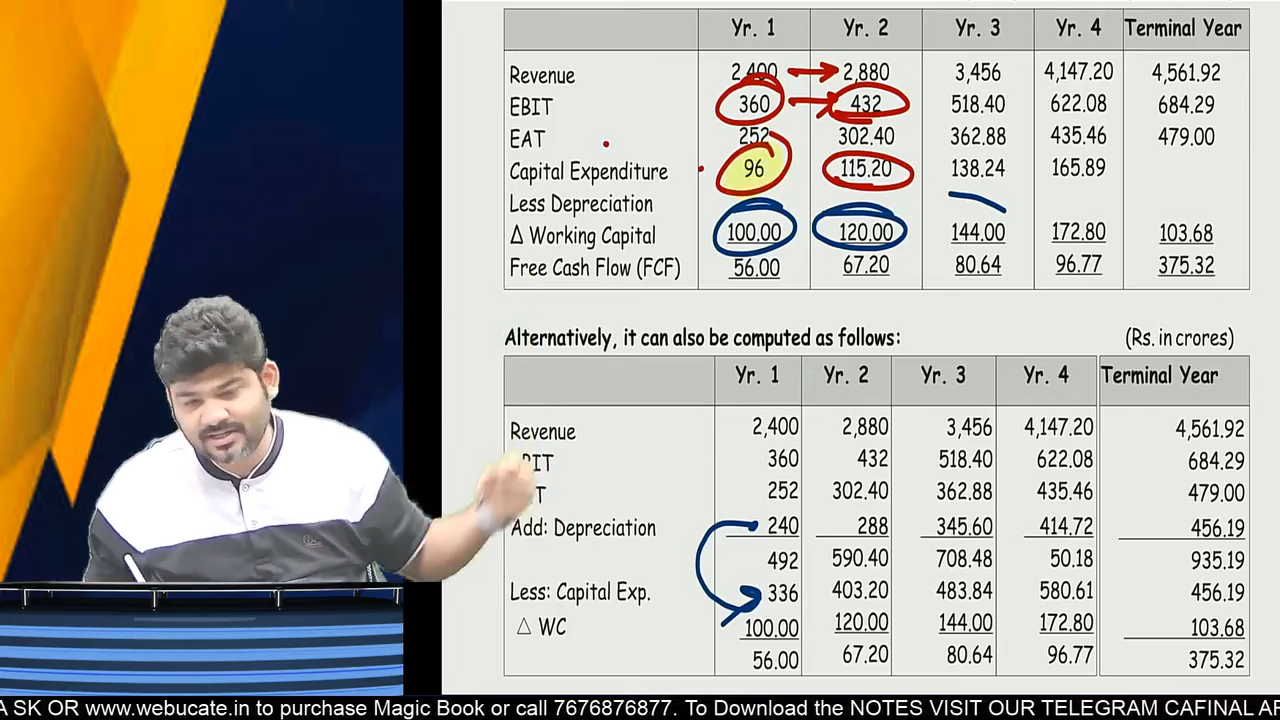 Yr. 1 Yr. 2 Yr. 3 Yr. 4 Terminal Year
Revenue 2,400 2,880 3,456 4,147.20 4,561.92
EBIT 360 432 518.40 622.08 684.29
EAT 252 302.40 362.88 435.46 479.00
Capital Expenditure 96 115.20 138.24 165.89
Less Depreciation
Δ Working Capital 100.00 120.00 144.00 172.80 103.68
Free Cash Flow (FCF) 56.00 67.20 80.64 96.77 375.32
Alternatively, it can also be computed as follows: (Rs. in crores)
Yr. 1 Yr. 2 Yr. 3 Yr. 4 Terminal Year
Revenue 2,400 2,880 3,456 4,147.20 4,561.92
360 432 518.40 622.08 684.29
252 302.40 362.88 435.46 479.00
Add: Depreciation 240 288 345.60 414.72 456.19
492 590.40 708.48 50.18 935.19
Less: Capital Exp. 336 403.20 483.84 580.61 456.19
Δ WC 100.00 120.00 144.00 172.80 103.68
56.00 67.20 80.64 96.77 375.32
A SK OR www.webucate.in to purchase Magic Book or call 7676876877. To Download the NOTES VISIT OUR TELEGRAM CAFINAL